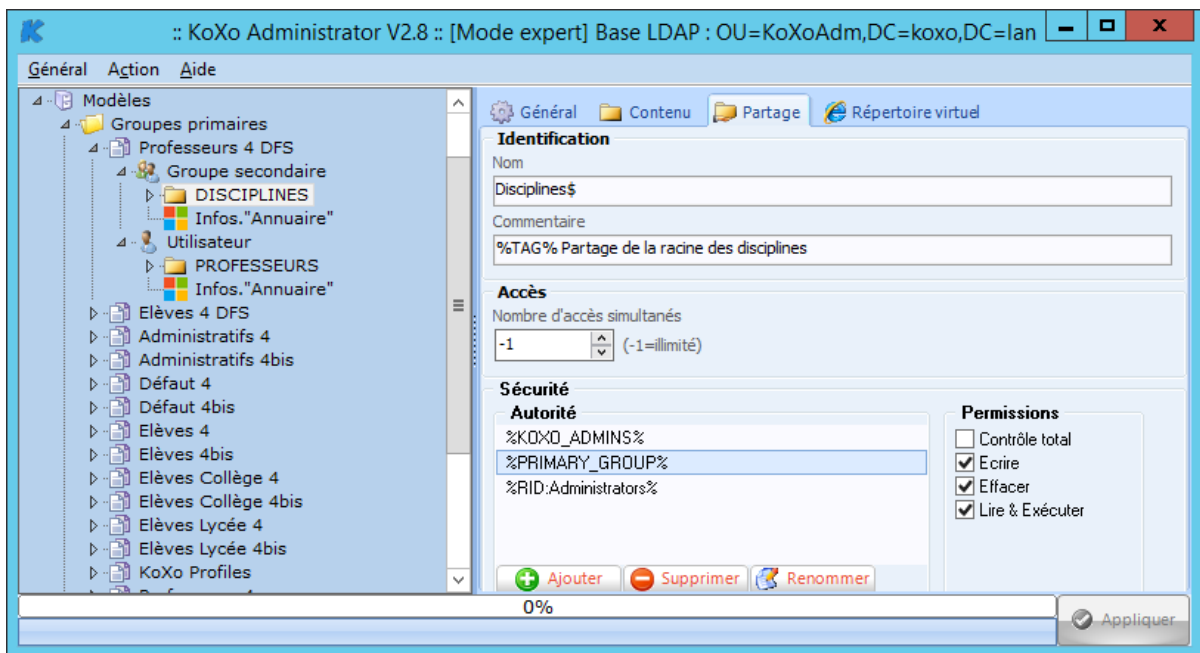 :: KoXo Administrator V2.8 :: [Mode expert] Base LDAP : OU=KoXoAdm,DC=koxo,DC=lan
Général Action Aide
Modèles
Groupes primaires
Professeurs 4 DFS
Groupe secondaire
DISCIPLINES
Infos."Annuaire"
Utilisateur
PROFESSEURS
Infos."Annuaire"
Elèves 4 DFS
Administratifs 4
Administratifs 4bis
Défaut 4
Défaut 4bis
Elèves 4
Elèves 4bis
Elèves Collège 4
Elèves Collège 4bis
Elèves Lycée 4
Elèves Lycée 4bis
KoXo Profiles
Général Contenu Partage Répertoire virtuel
Identification
Nom
Disciplines$
Commentaire
%TAG% Partage de la racine des disciplines
Accès
Nombre d'accès simultanés
-1 (-1=illimité)
Sécurité
Autorité
%KOXO_ADMINS%
%PRIMARY_GROUP%
%RID:Administrators%
Ajouter Supprimer Renommer
Permissions
Contrôle total
Ecrire
Effacer
Lire & Exécuter
0%
Appliquer